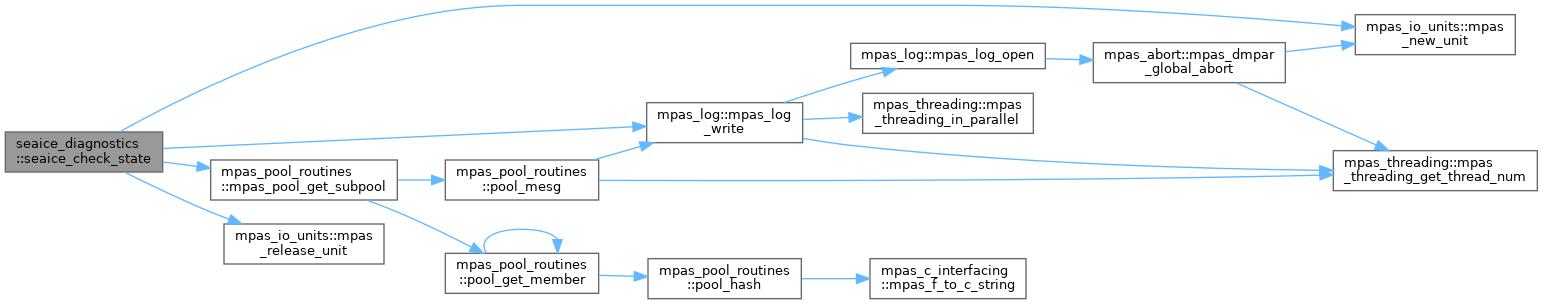 seaice_diagnostics
::seaice_check_state
mpas_pool_routines
::mpas_pool_get_subpool
mpas_io_units::mpas
_release_unit
mpas_pool_routines
::pool_mesg
mpas_pool_routines
::pool_get_member
mpas_log::mpas_log
_write
mpas_pool_routines
::pool_hash
mpas_log::mpas_log_open
mpas_threading::mpas
_threading_in_parallel
mpas_c_interfacing
::mpas_f_to_c_string
mpas_abort::mpas_dmpar
_global_abort
mpas_io_units::mpas
_new_unit
mpas_threading::mpas
_threading_get_thread_num